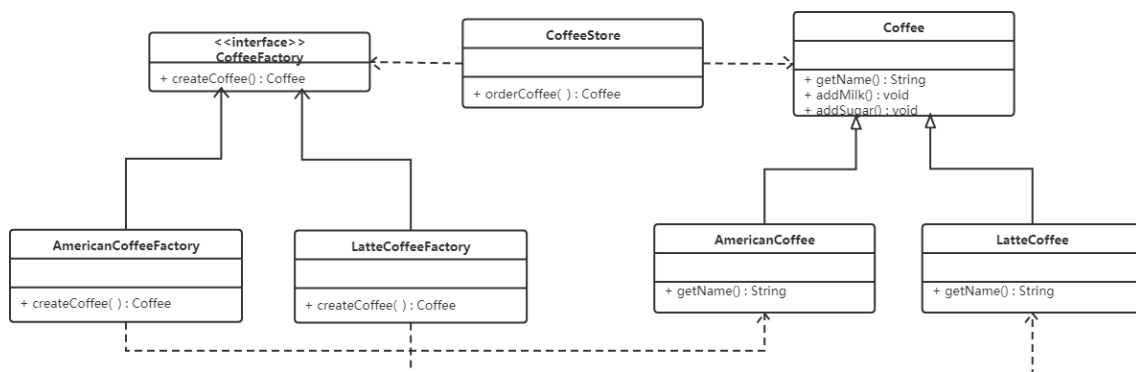 <<interface>>
CoffeeFactory
+ createCoffee() : Coffee
CoffeeStore
+ orderCoffee( ) : Coffee
Coffee
+ getName() : String
+ addMilk() : void
+ addSugar() : void
AmericanCoffeeFactory
+ createCoffee( ) : Coffee
LatteCoffeeFactory
+ createCoffee( ) : Coffee
AmericanCoffee
+ getName() : String
LatteCoffee
+ getName() : String